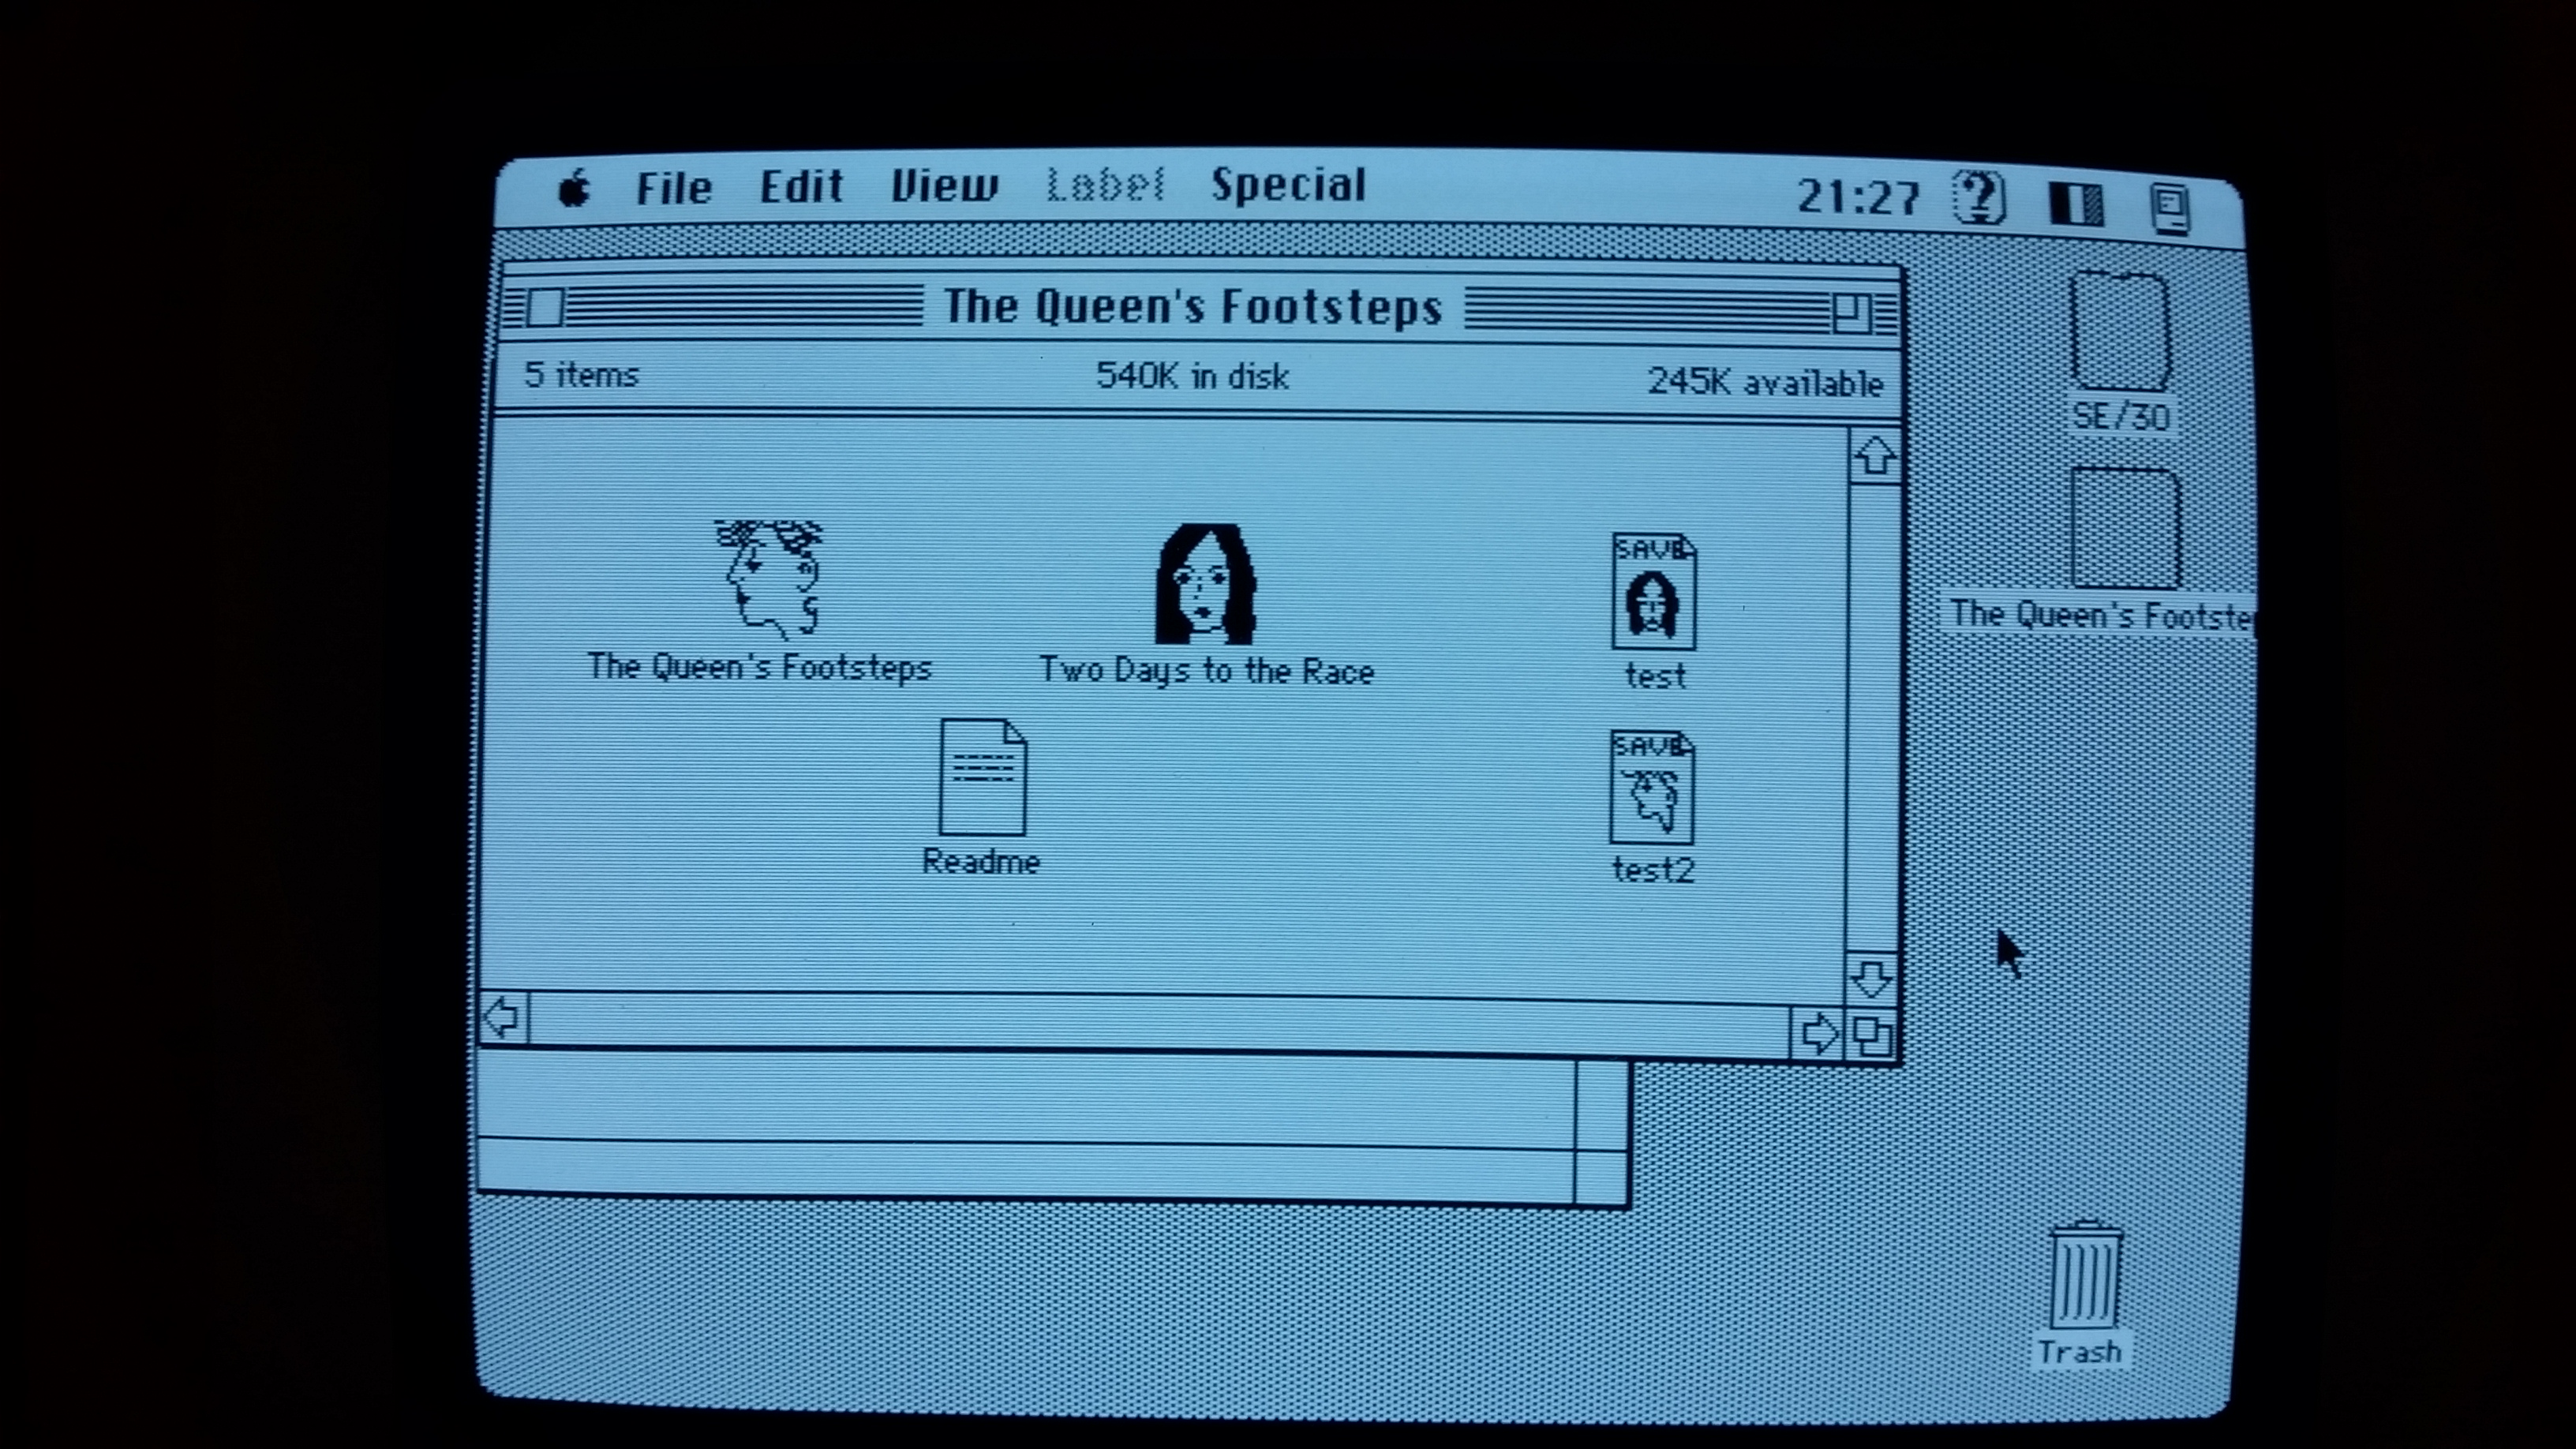 File Edit View Label Special 21:27
The Queen's Footsteps
5 items 540K in disk 245K available
SE/30
The Queen's Footste
SAVE
SAVE
The Queen's Footsteps Two Days to the Race test
Readme test2
Trash